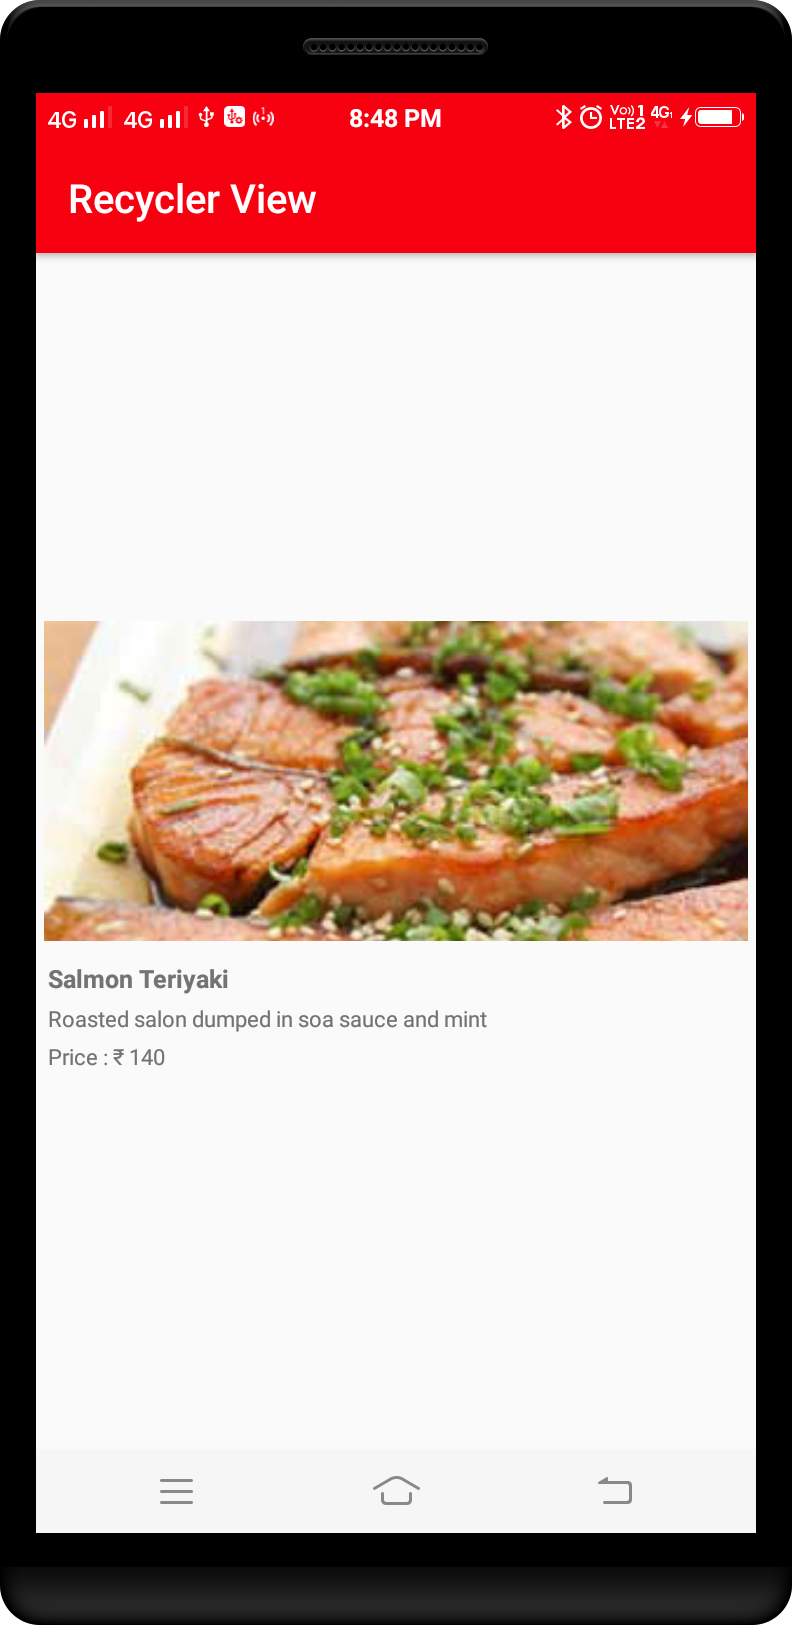 4G 4G 8:48 PM Vo)) 1 LTE2 4G
Recycler View
Salmon Teriyaki
Roasted salon dumped in soa sauce and mint
Price : ₹ 140